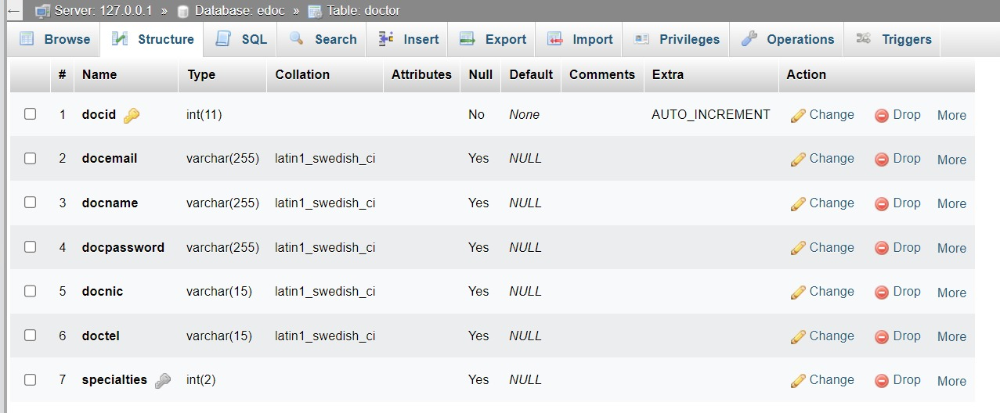 ← Server: 127.0.0.1 » Database: edoc » Table: doctor
Browse Structure SQL Search Insert Export Import Privileges Operations Triggers
# Name Type Collation Attributes Null Default Comments Extra Action
1 docid int(11) No None AUTO_INCREMENT Change Drop More
2 docemail varchar(255) latin1_swedish_ci Yes NULL Change Drop More
3 docname varchar(255) latin1_swedish_ci Yes NULL Change Drop More
4 docpassword varchar(255) latin1_swedish_ci Yes NULL Change Drop More
5 docnic varchar(15) latin1_swedish_ci Yes NULL Change Drop More
6 doctel varchar(15) latin1_swedish_ci Yes NULL Change Drop More
7 specialties int(2) Yes NULL Change Drop More